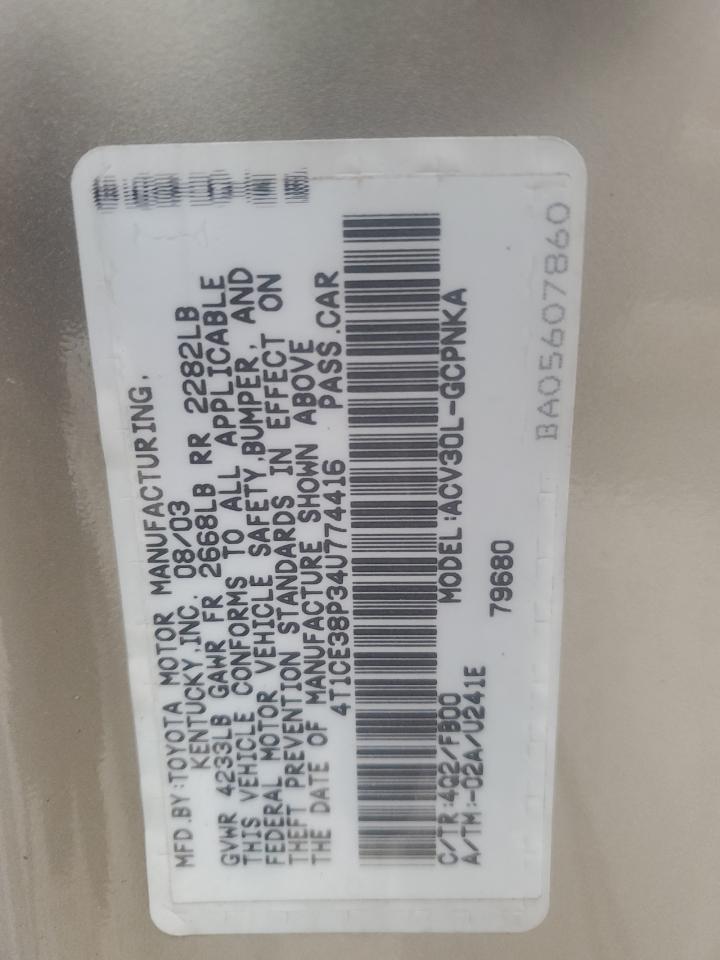 MFD.BY:TOYOTA MOTOR MANUFACTURING,
KENTUCKY,INC. 08/03
GVWR 4233LB GAWR FR 2668LB RR 2282LB
THIS VEHICLE CONFORMS TO ALL APPLICABLE
FEDERAL MOTOR VEHICLE SAFETY,BUMPER, AND
THEFT PREVENTION STANDARDS IN EFFECT ON
THE DATE OF MANUFACTURE SHOWN ABOVE
4T1CE38P34U774416 PASS.CAR
C/TR:4Q2/FB00 MODEL:ACV30L-GCPNKA
A/TM:-02A/U241E
79680
BA05607860